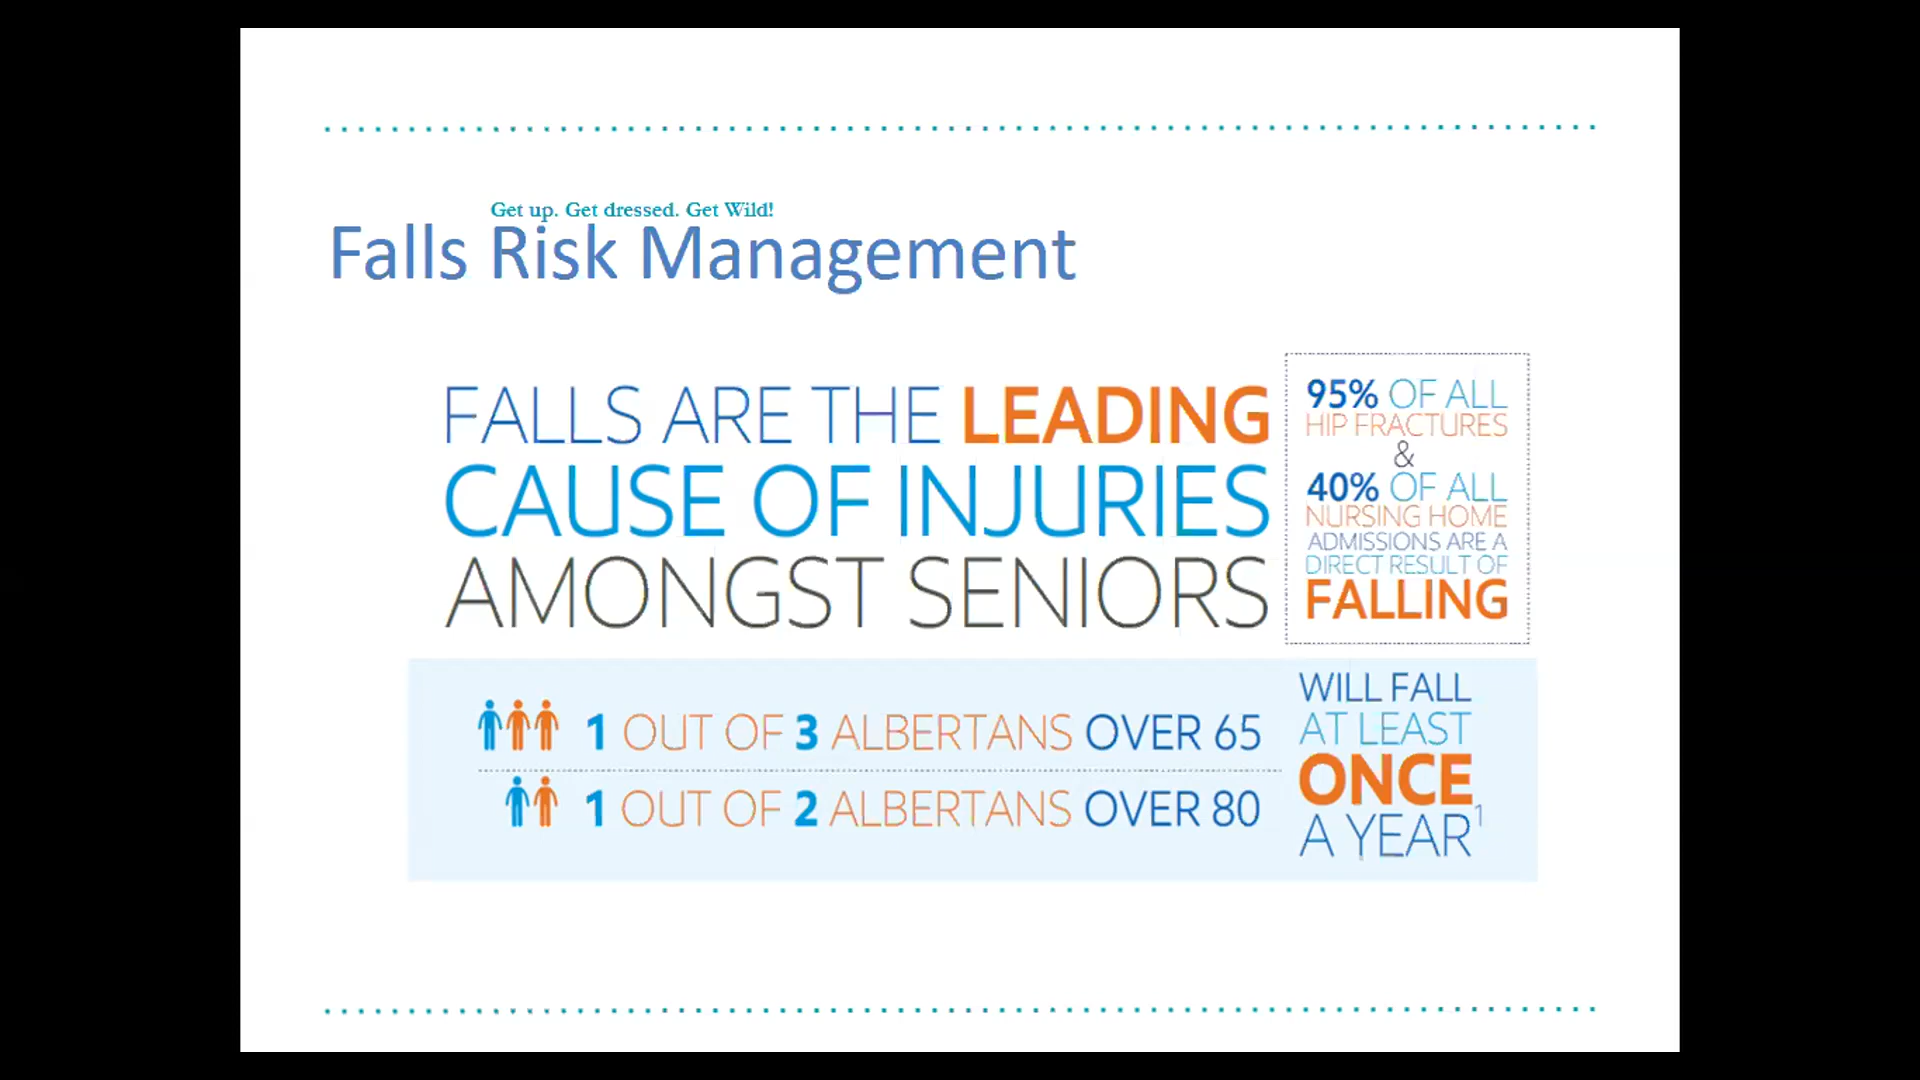 Get up. Get dressed. Get Wild!
Falls Risk Management
FALLS ARE THE LEADING
CAUSE OF INJURIES
AMONGST SENIORS
95% OF ALL
HIP FRACTURES
&
40% OF ALL
NURSING HOME
ADMISSIONS ARE A
DIRECT RESULT OF
FALLING
1 OUT OF 3 ALBERTANS OVER 65
1 OUT OF 2 ALBERTANS OVER 80
WILL FALL
AT LEAST
ONCE
A YEAR¹